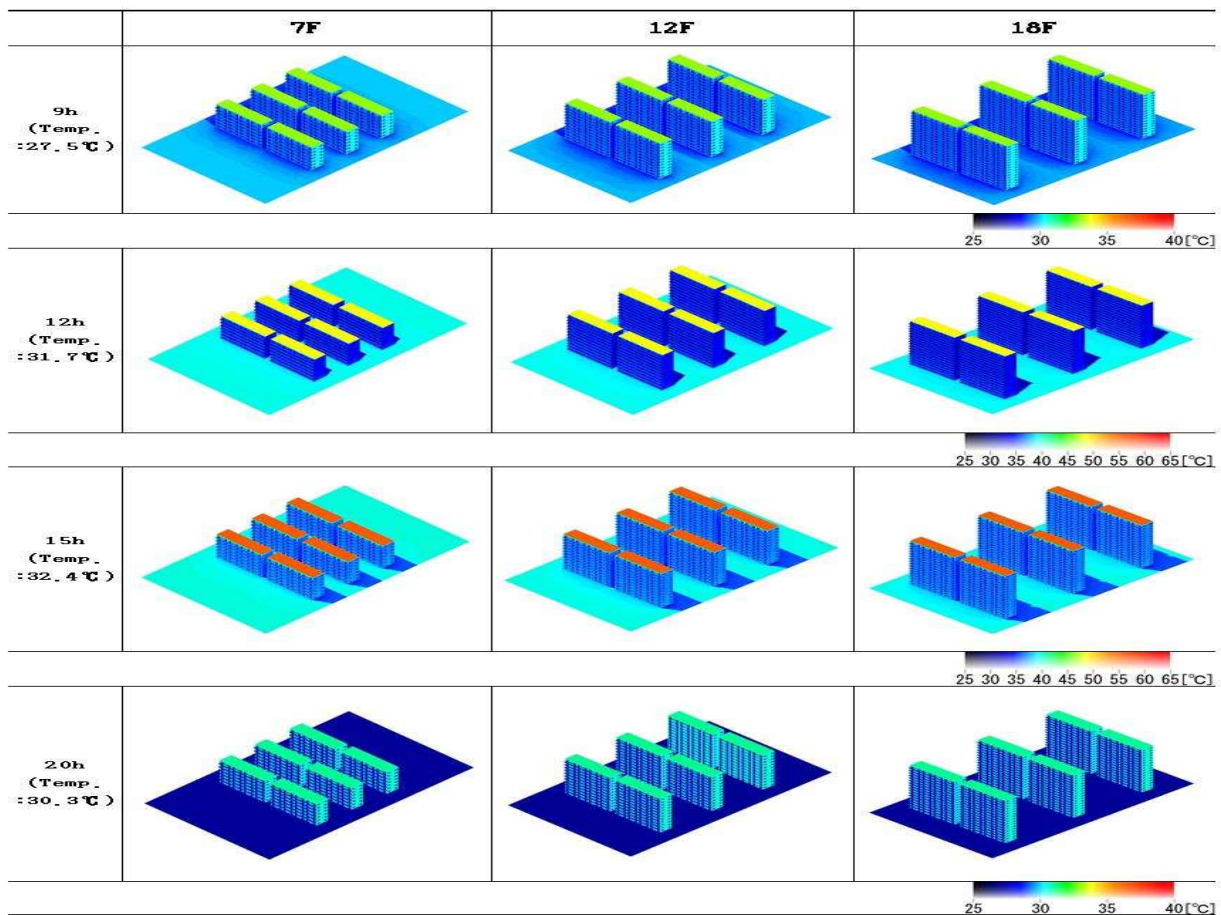 7F 12F 18F
9h
(Temp.
:27.5℃)
25 30 35 40[℃]
12h
(Temp.
:31.7℃)
25 30 35 40 45 50 55 60 65[℃]
15h
(Temp.
:32.4℃)
25 30 35 40 45 50 55 60 65[℃]
20h
(Temp.
:30.3℃)
25 30 35 40[℃]